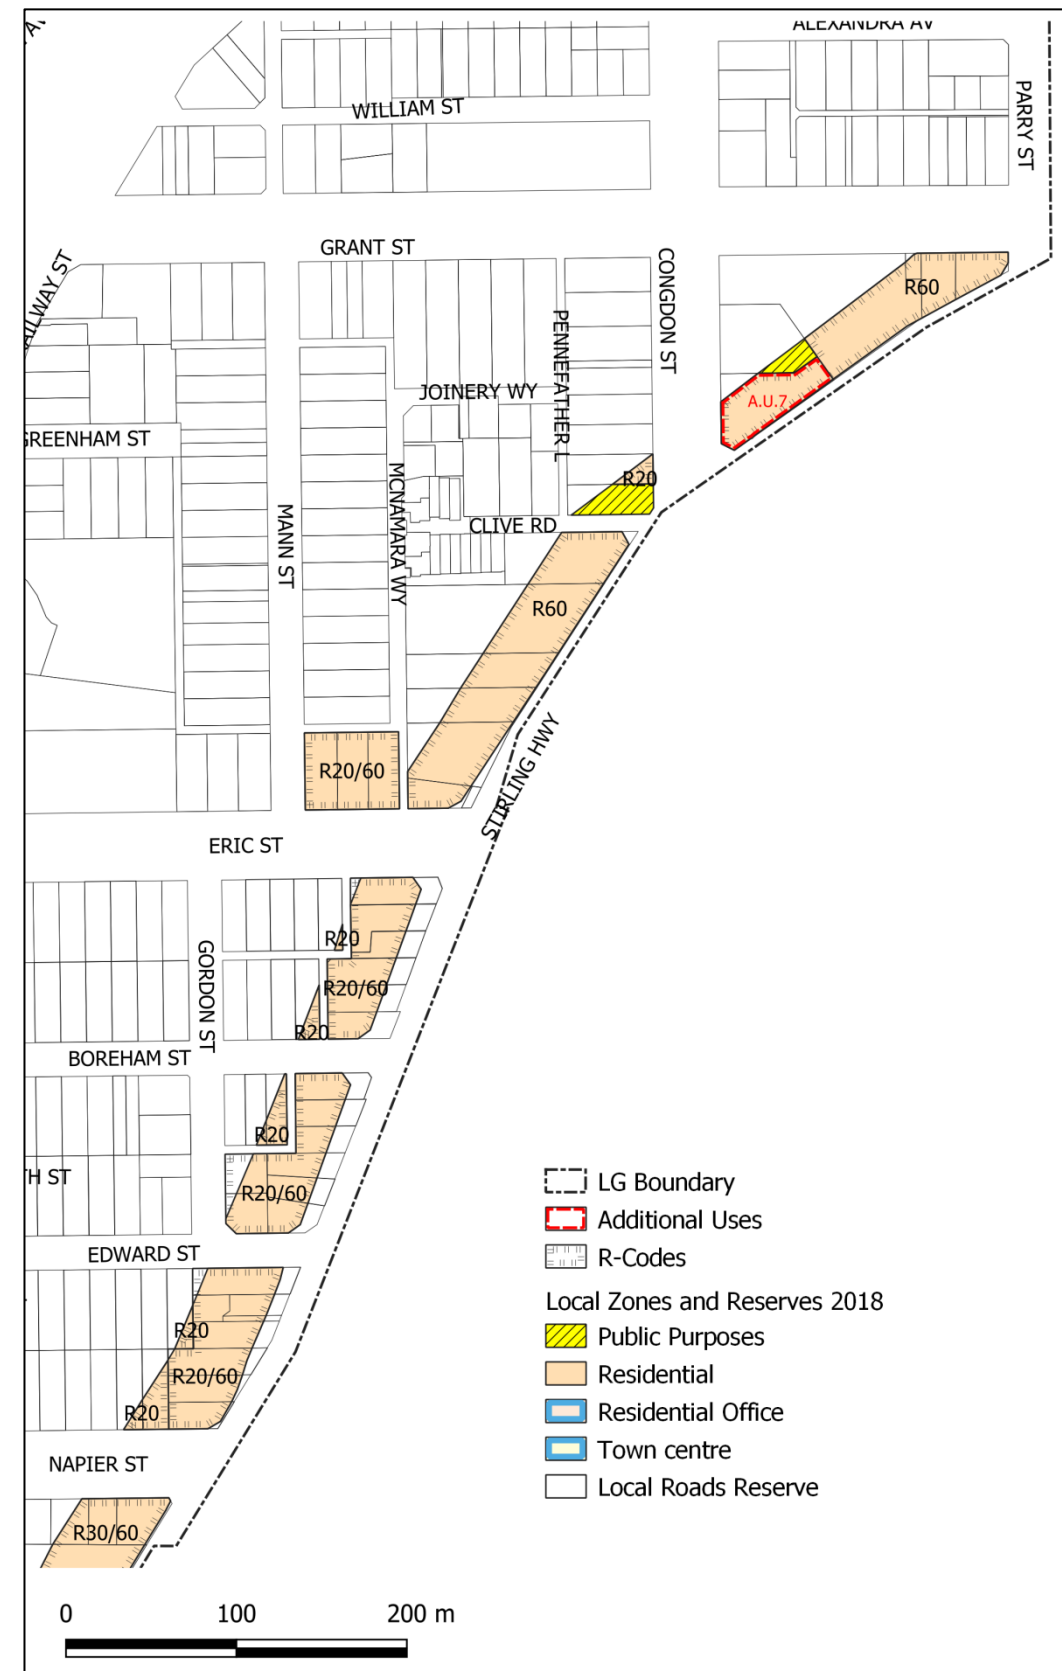 ALEXANDRA AV
WILLIAM ST
PARRY ST
GRANT ST
CONGDON ST
R60
PENNEFATHER L
JOINERY WY
A.U.7
GREENHAM ST
R20
MCNAMARA WY
MANN ST
CLIVE RD
R60
R20/60
STIRLING HWY
ERIC ST
R20
GORDON ST
R20/60
R20
BOREHAM ST
R20
R20/60
EDWARD ST
R20
R20/60
R20
NAPIER ST
R30/60
LG Boundary
Additional Uses
R-Codes
Local Zones and Reserves 2018
Public Purposes
Residential
Residential Office
Town centre
Local Roads Reserve
0 100 200 m